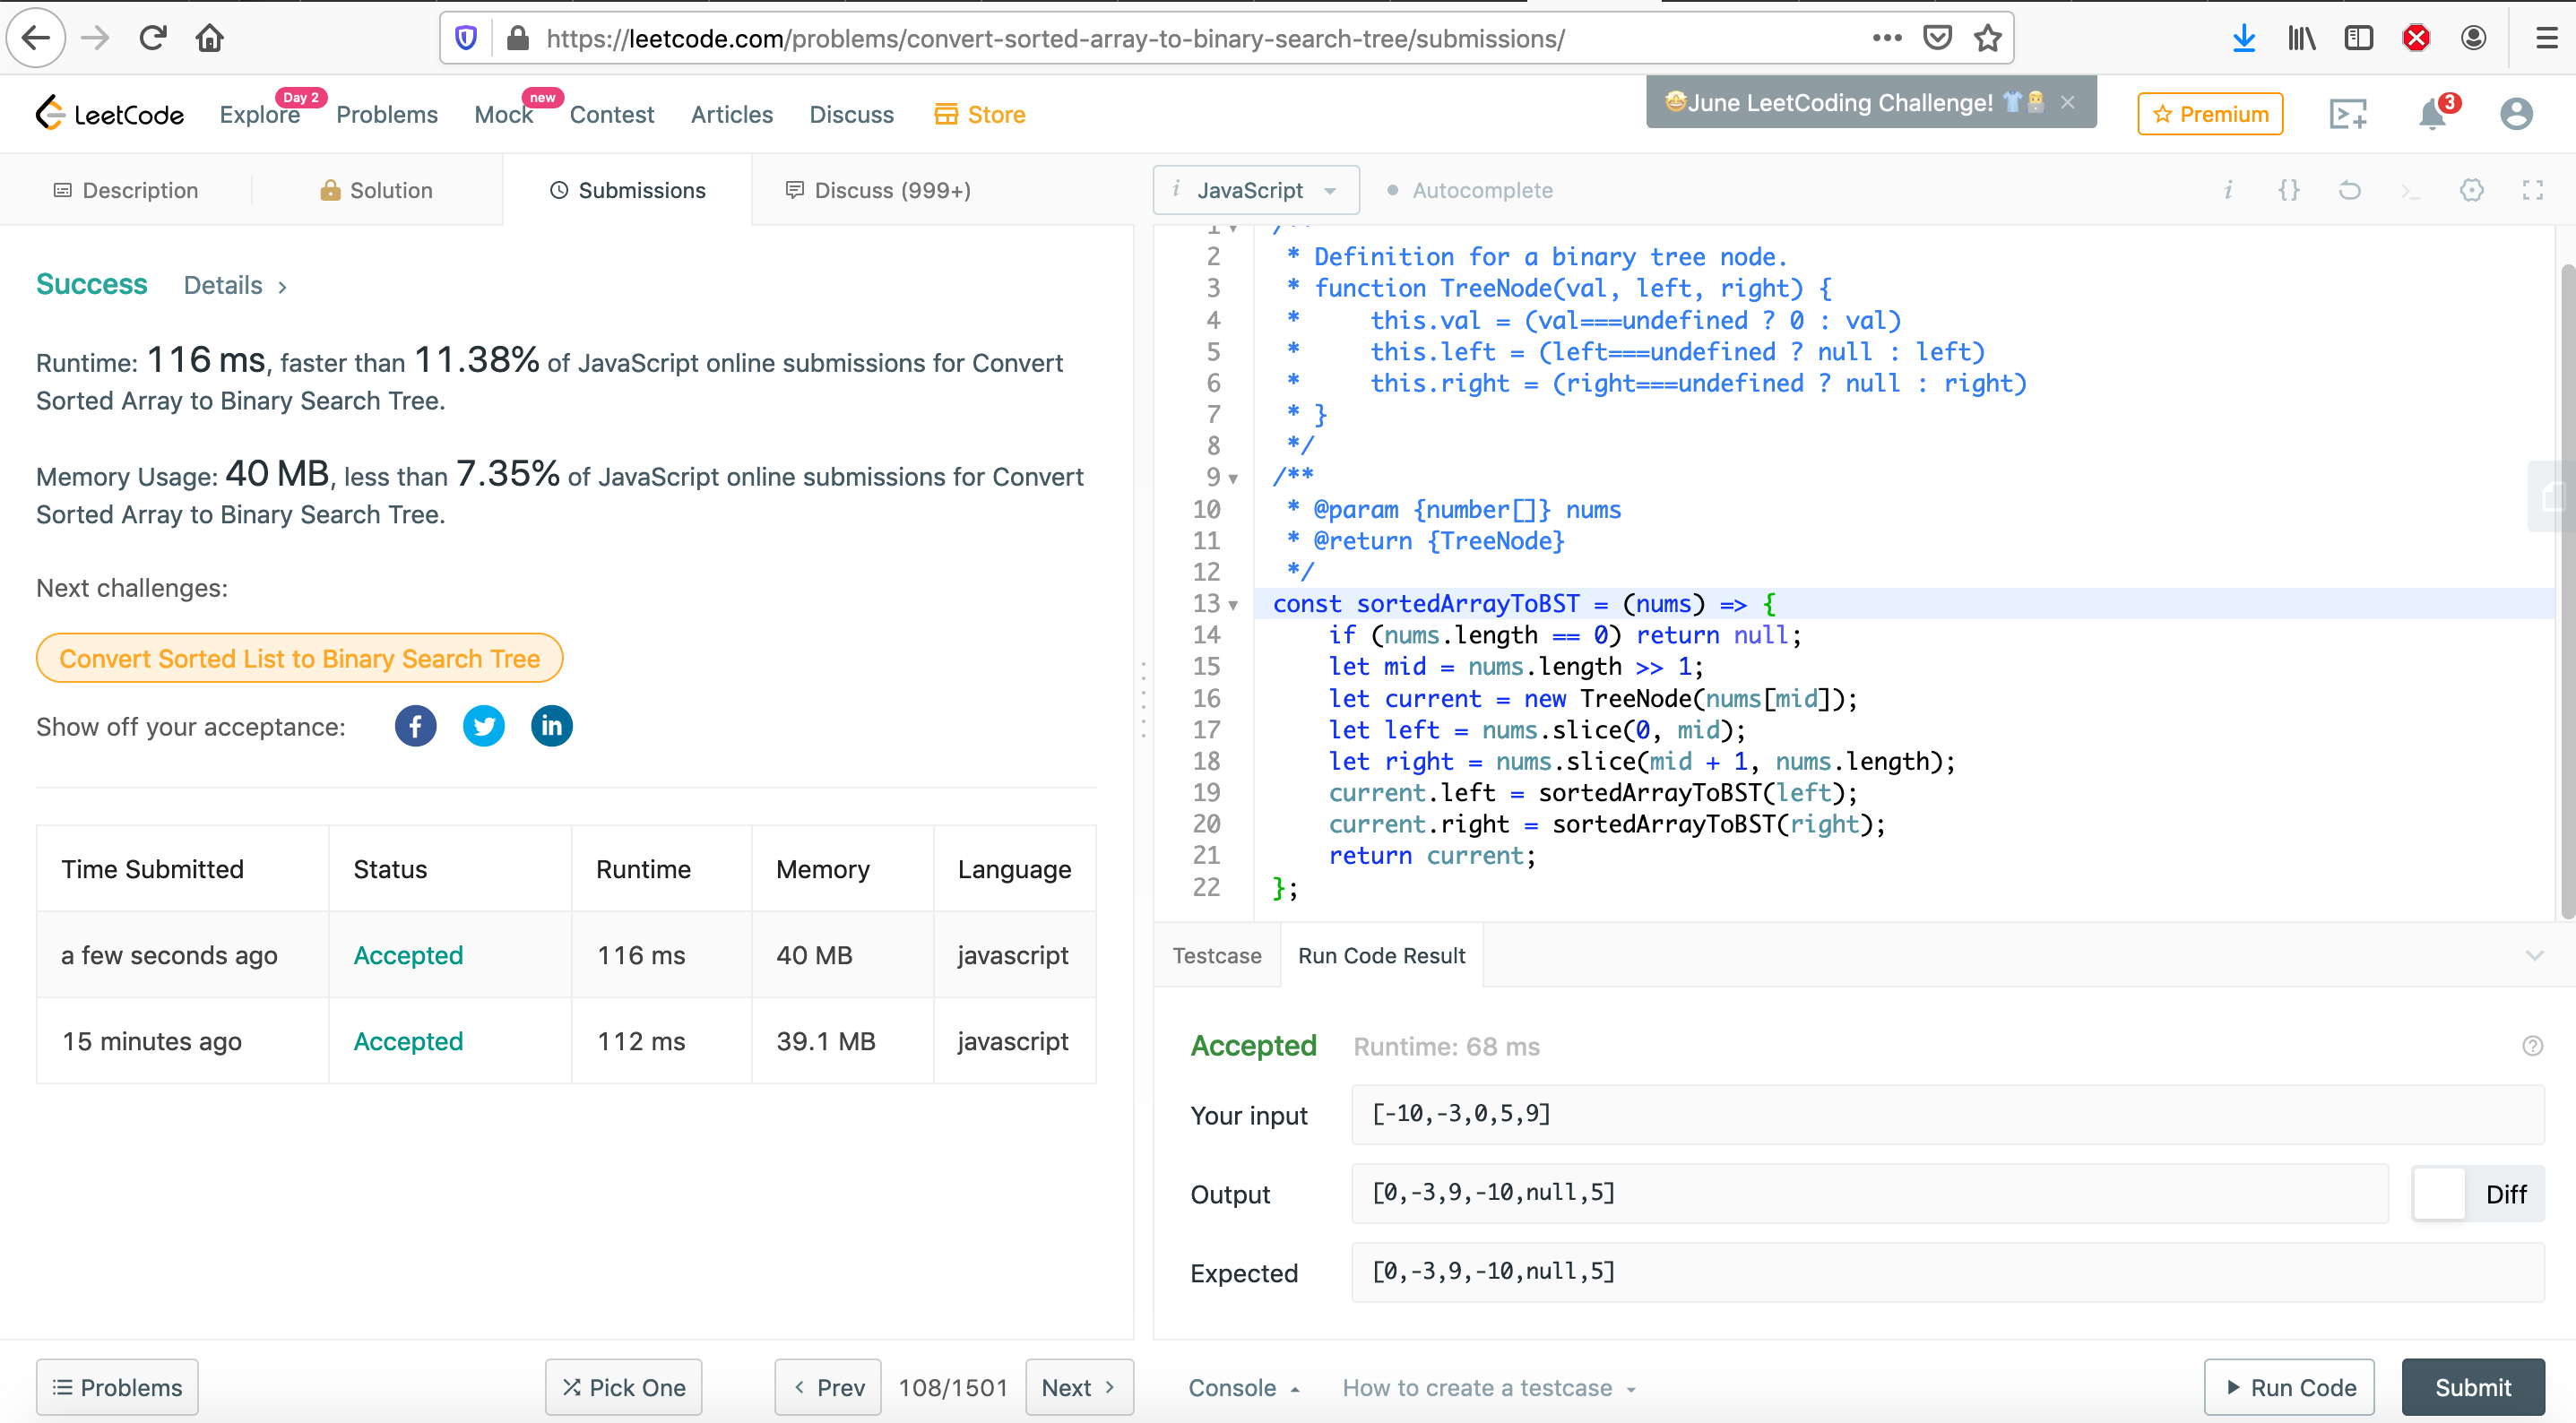 https://leetcode.com/problems/convert-sorted-array-to-binary-search-tree/submissions/
LeetCode
Explore
Day 2
Problems
Mock
new
Contest
Articles
Discuss
Store
🤩June LeetCoding Challenge! 👕 ×
Premium
3
Description
Solution
Submissions
Discuss (999+)
Success
Details >
Runtime: 116 ms, faster than 11.38% of JavaScript online submissions for Convert
Sorted Array to Binary Search Tree.
Memory Usage: 40 MB, less than 7.35% of JavaScript online submissions for Convert
Sorted Array to Binary Search Tree.
Next challenges:
Convert Sorted List to Binary Search Tree
Show off your acceptance:
Time Submitted Status Runtime Memory Language
a few seconds ago Accepted 116 ms 40 MB javascript
15 minutes ago Accepted 112 ms 39.1 MB javascript
Problems
Pick One
< Prev
108/1501
Next >
i JavaScript
Autocomplete
i {} >_
1 /**
2 * Definition for a binary tree node.
3 * function TreeNode(val, left, right) {
4 *     this.val = (val===undefined ? 0 : val)
5 *     this.left = (left===undefined ? null : left)
6 *     this.right = (right===undefined ? null : right)
7 * }
8 */
9 /**
10 * @param {number[]} nums
11 * @return {TreeNode}
12 */
13 const sortedArrayToBST = (nums) => {
14     if (nums.length == 0) return null;
15     let mid = nums.length >> 1;
16     let current = new TreeNode(nums[mid]);
17     let left = nums.slice(0, mid);
18     let right = nums.slice(mid + 1, nums.length);
19     current.left = sortedArrayToBST(left);
20     current.right = sortedArrayToBST(right);
21     return current;
22 };
Testcase
Run Code Result
Accepted Runtime: 68 ms
Your input [-10,-3,0,5,9]
Output [0,-3,9,-10,null,5] Diff
Expected [0,-3,9,-10,null,5]
Console
How to create a testcase
Run Code
Submit